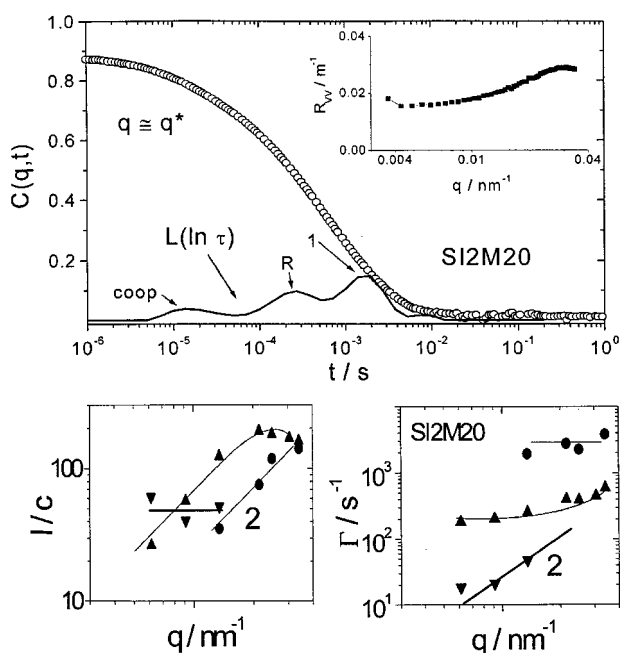 1.0
0.8
0.6
0.4
0.2
C(q,t)
q ≅ q*
0.04
0.02
0.00
R_VV / m⁻¹
0.004
0.01
0.04
q / nm⁻¹
L(ln τ)
coop
R
1
SI2M20
10⁻⁶
10⁻⁵
10⁻⁴
10⁻³
10⁻²
10⁻¹
10⁰
t / s
100
10
I / c
2
q / nm⁻¹
SI2M20
10³
10²
10¹
Γ / s⁻¹
2
q / nm⁻¹